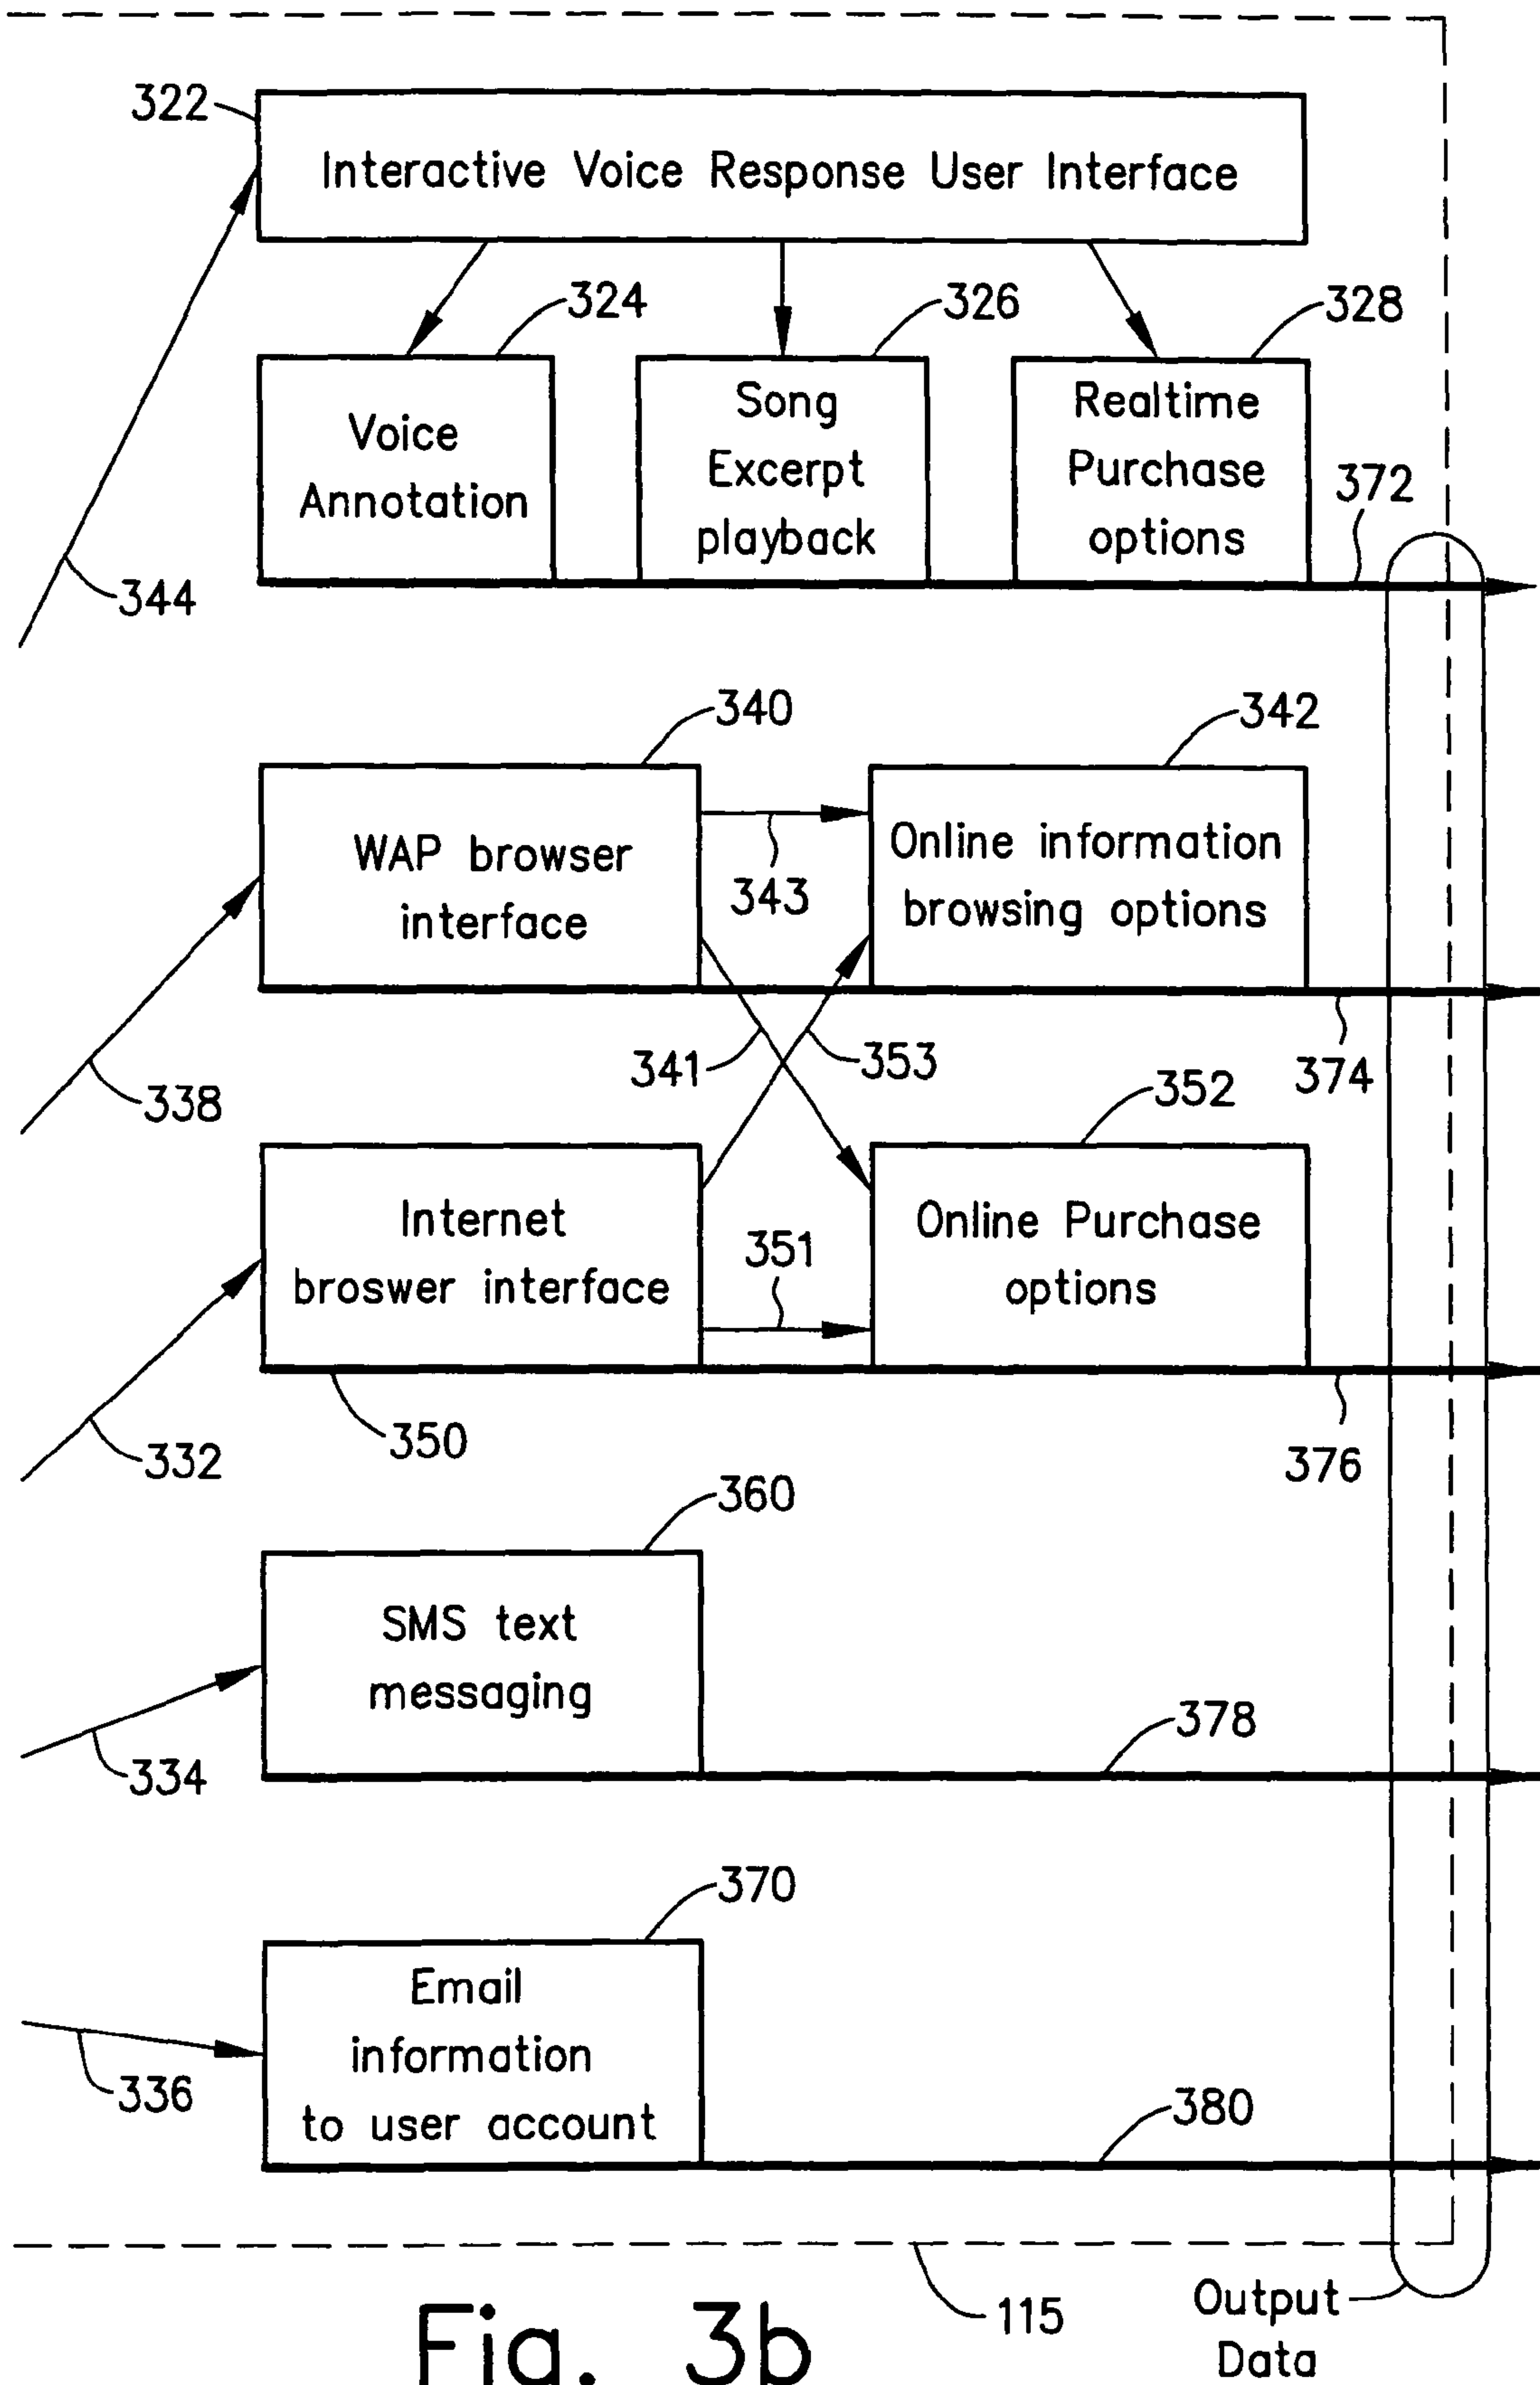 322
Interactive Voice Response User Interface
324
326
328
Voice
Annotation
Song
Excerpt
playback
Realtime
Purchase
options
372
344
340
342
WAP browser
interface
343
Online information
browsing options
341
353
374
338
352
Internet
broswer interface
351
Online Purchase
options
332
350
376
360
SMS text
messaging
378
334
370
Email
information
to user account
336
380
115
Output
Data
Fig. 3b